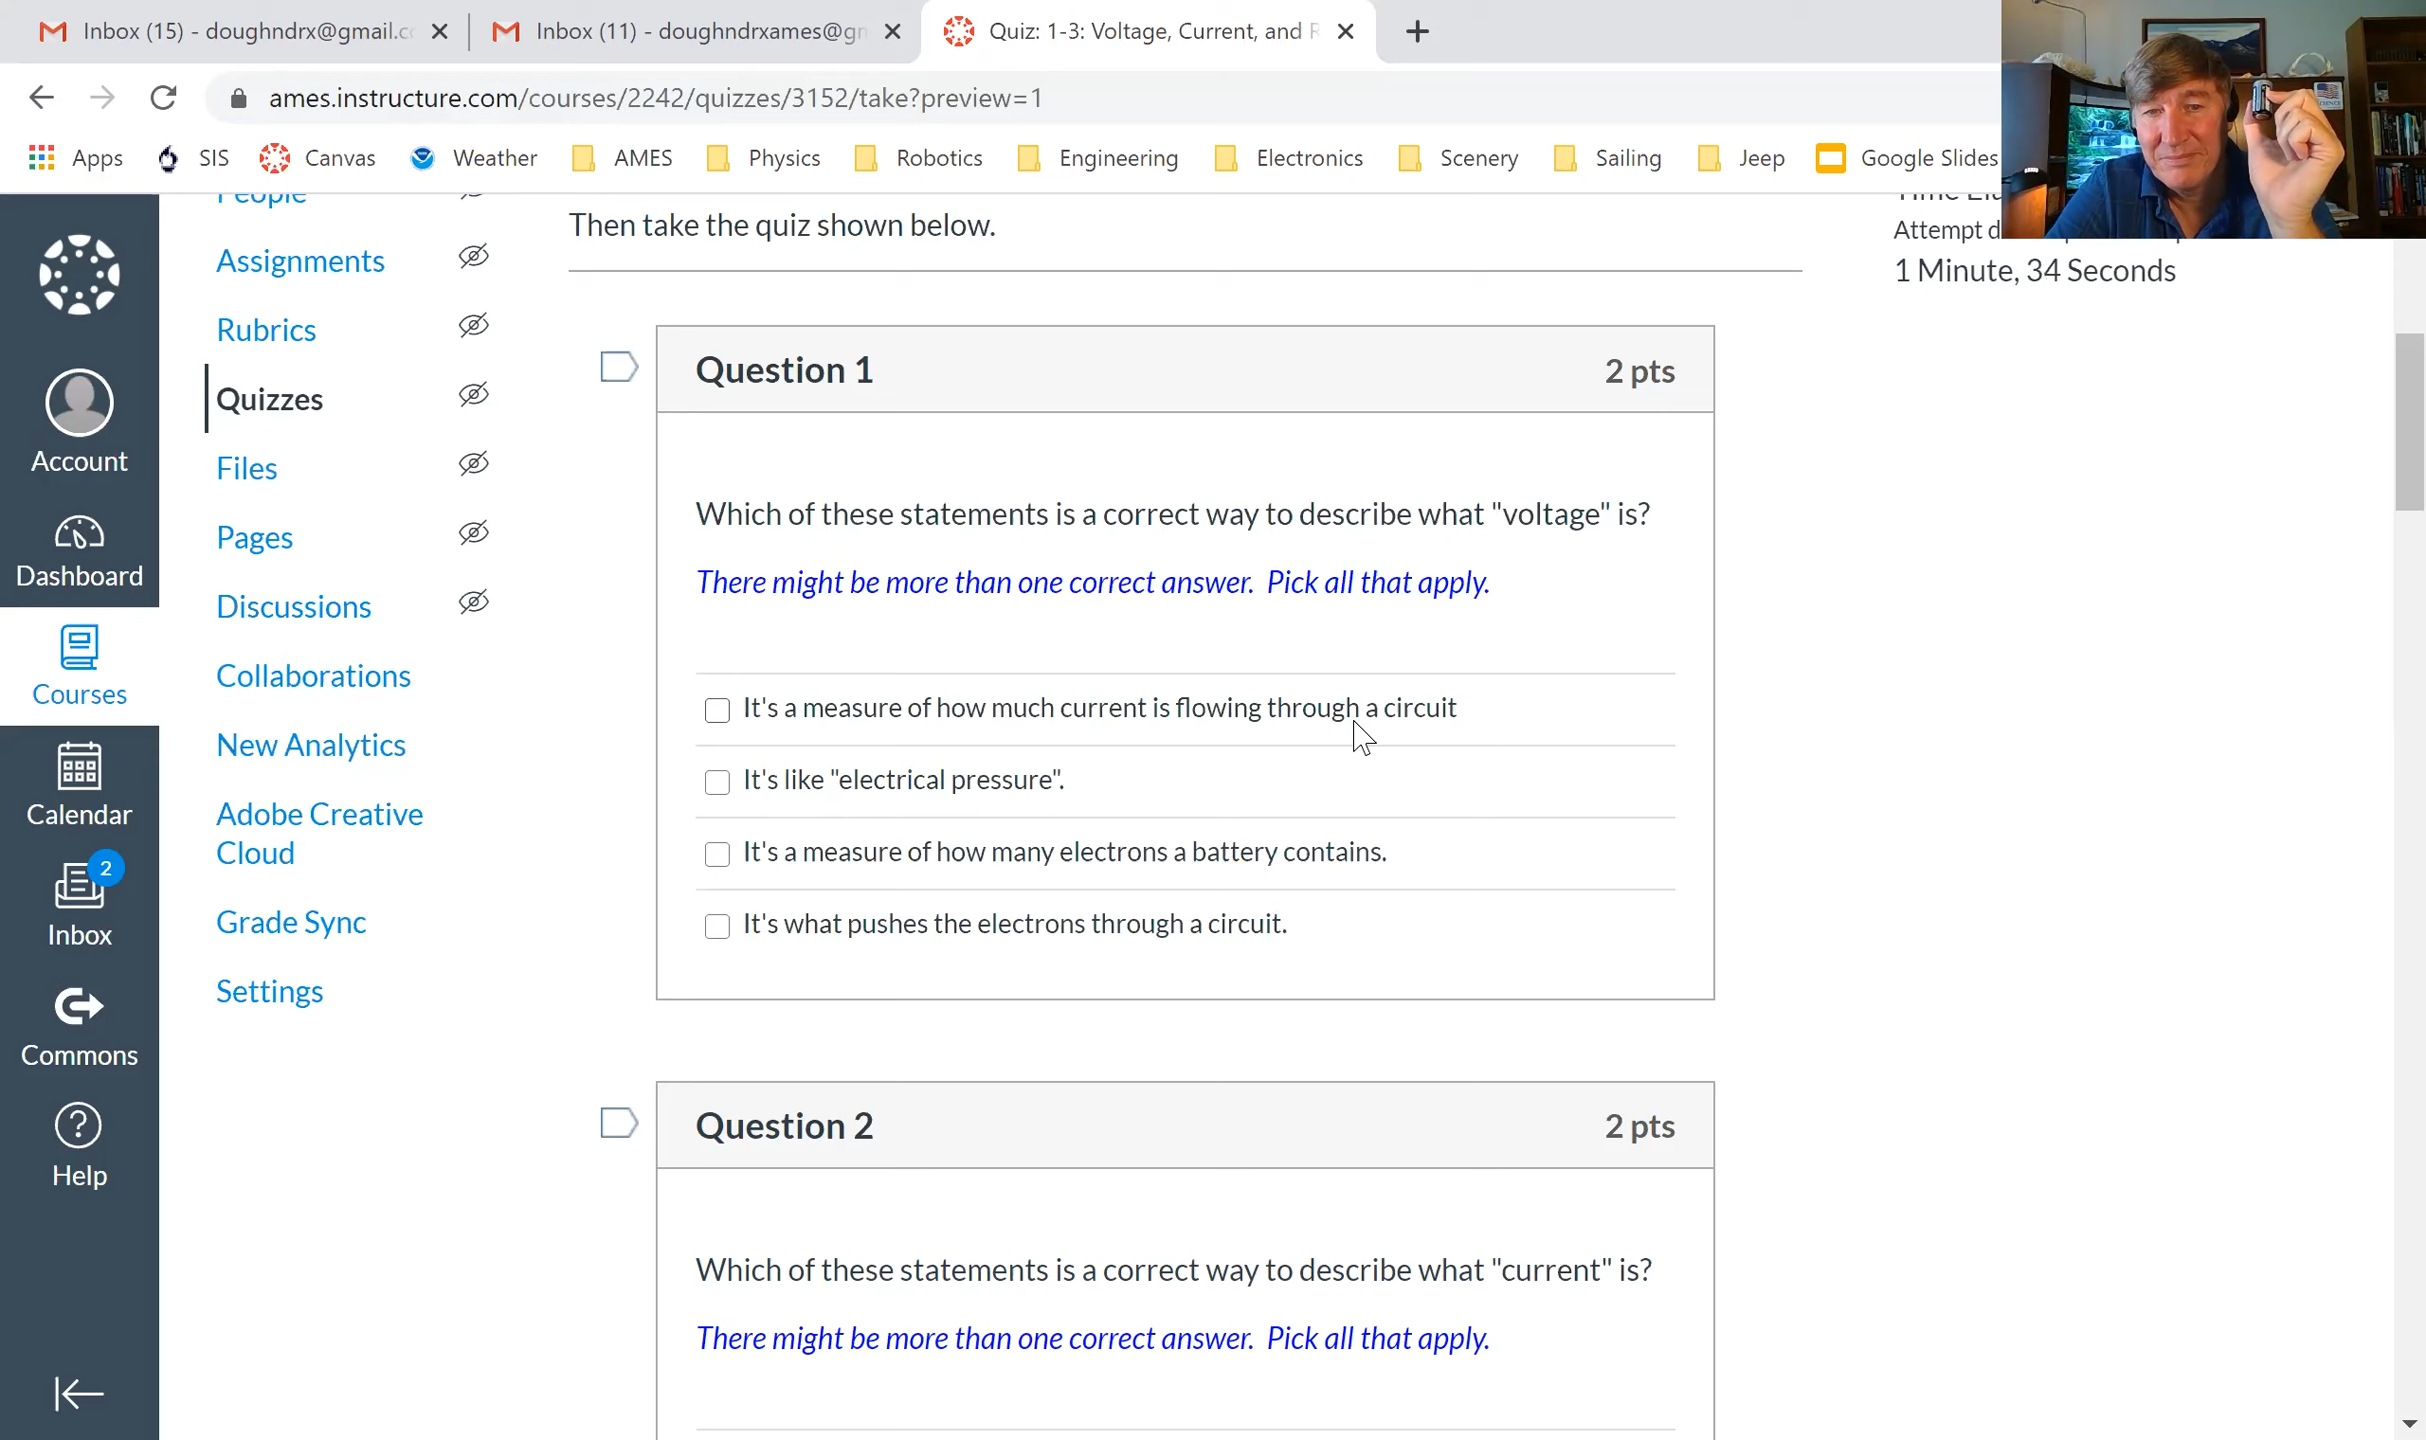 Inbox (15) - doughndrx@gmail.c
Inbox (11) - doughndrxames@gm
Quiz: 1-3: Voltage, Current, and R
ames.instructure.com/courses/2242/quizzes/3152/take?preview=1
Apps
SIS
Canvas
Weather
AMES
Physics
Robotics
Engineering
Electronics
Scenery
Sailing
Jeep
Google Slides
Account
Dashboard
Courses
Calendar
2
Inbox
Commons
Help
People
Assignments
Rubrics
Quizzes
Files
Pages
Discussions
Collaborations
New Analytics
Adobe Creative
Cloud
Grade Sync
Settings
Then take the quiz shown below.
Attempt d
1 Minute, 34 Seconds
Question 1
2 pts
Which of these statements is a correct way to describe what "voltage" is?
There might be more than one correct answer. Pick all that apply.
It's a measure of how much current is flowing through a circuit
It's like "electrical pressure".
It's a measure of how many electrons a battery contains.
It's what pushes the electrons through a circuit.
Question 2
2 pts
Which of these statements is a correct way to describe what "current" is?
There might be more than one correct answer. Pick all that apply.